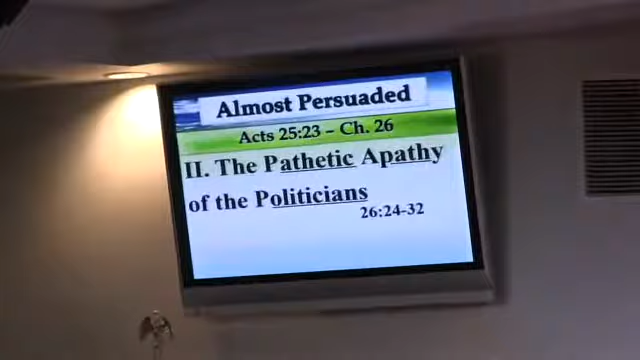 Almost Persuaded
Acts 25:23 – Ch. 26
II. The Pathetic Apathy
of the Politicians
26:24-32